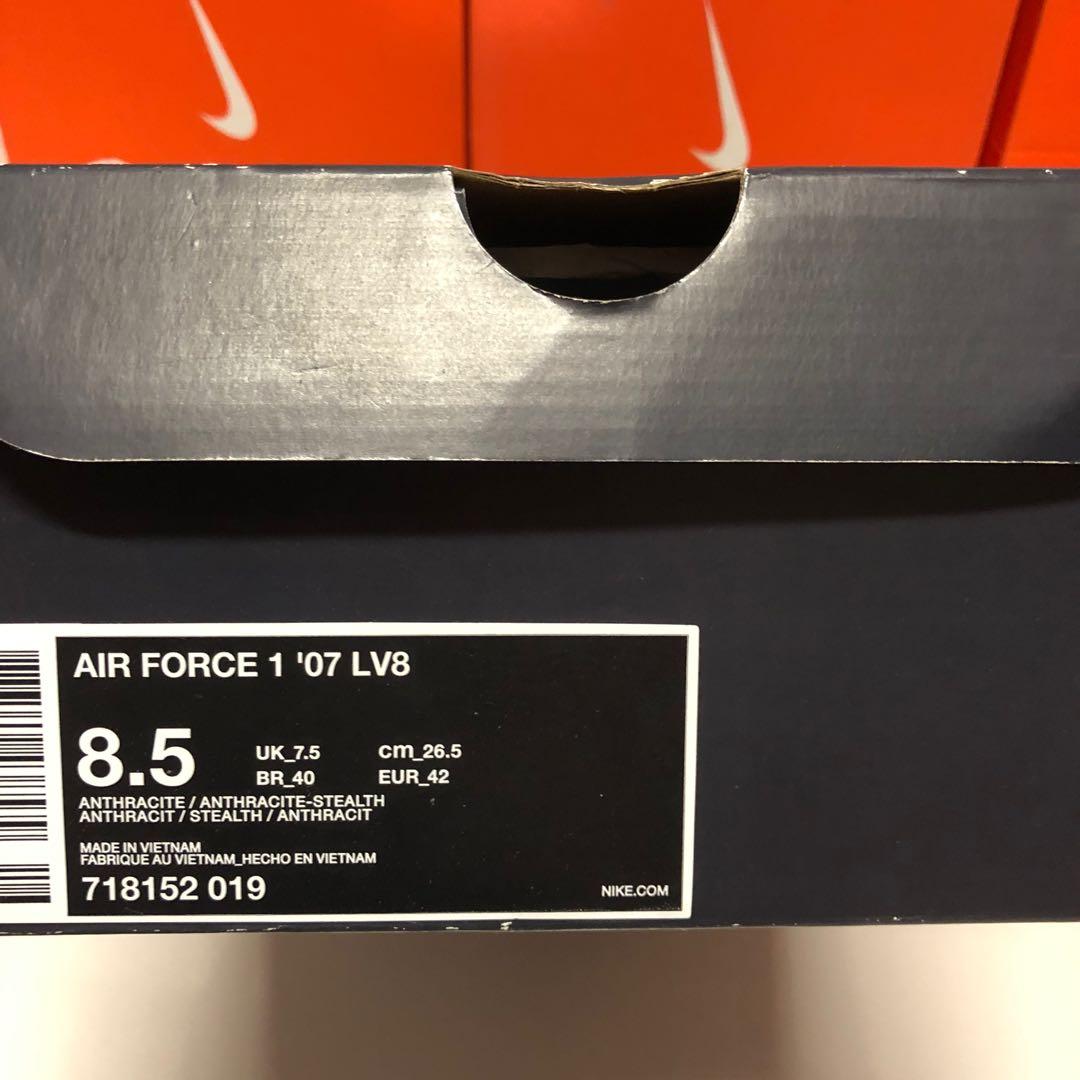 AIR FORCE 1 '07 LV8
8.5 UK_7.5 cm_26.5
BR_40 EUR_42
ANTHRACITE / ANTHRACITE-STEALTH
ANTHRACIT / STEALTH / ANTHRACIT
MADE IN VIETNAM
FABRIQUE AU VIETNAM_HECHO EN VIETNAM
718152 019 NIKE.COM